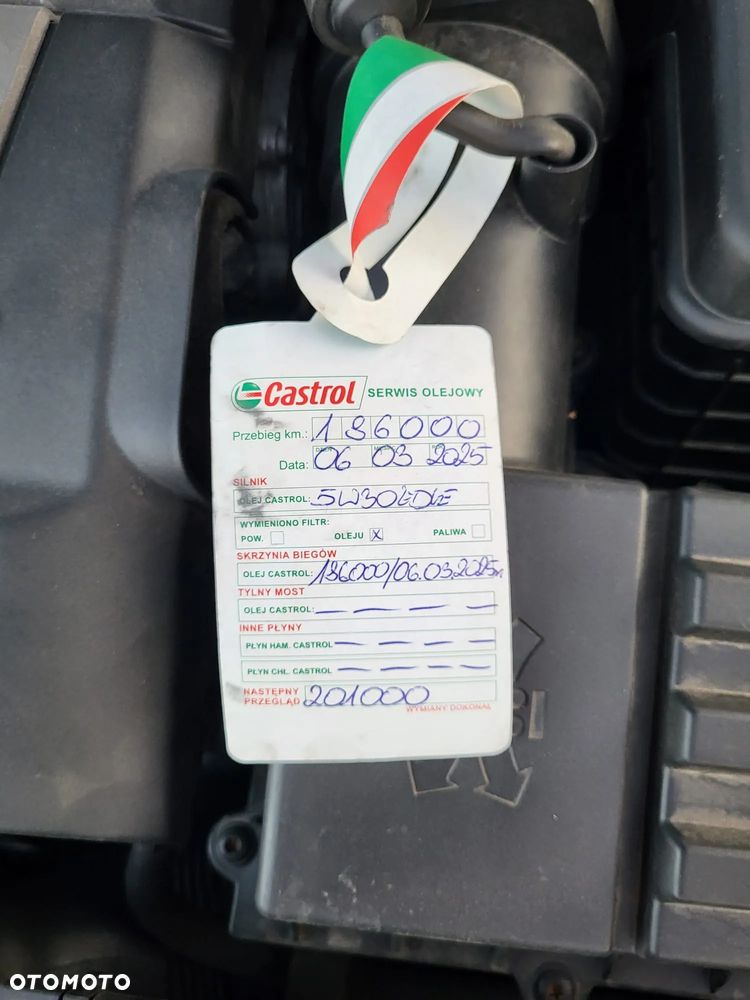 Castrol SERWIS OLEJOWY
Przebieg km.: 186000
Data: 06 03 2025
SILNIK
OLEJ CASTROL: 5W30 EDGE
WYMIENIONO FILTR:
POW. OLEJU X PALIWA
SKRZYNIA BIEGÓW
OLEJ CASTROL: 186000/06.03.2025r
TYLNY MOST
OLEJ CASTROL: — — — —
INNE PŁYNY
PŁYN HAM. CASTROL — — — —
PŁYN CHŁ. CASTROL — — — —
NASTĘPNY
PRZEGLĄD 201000
WYMIANY DOKONAŁ
OTOMOTO